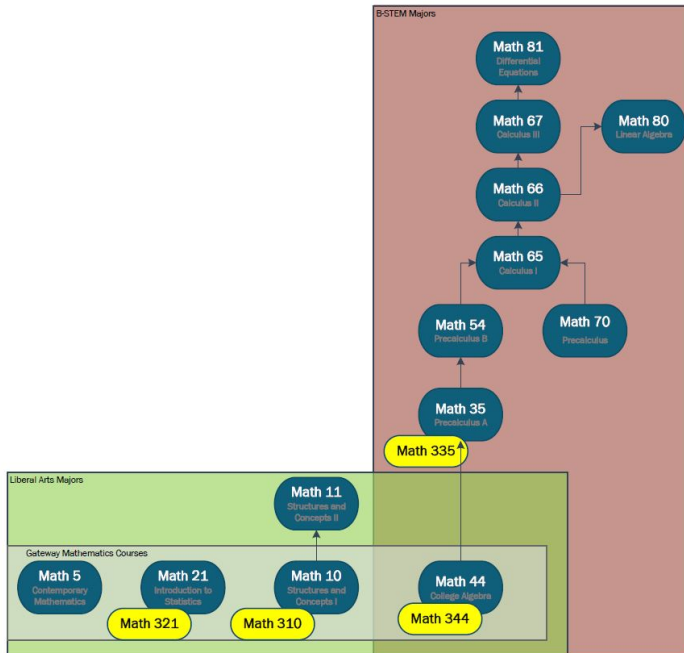 B-STEM Majors
Math 81
Differential
Equations
Math 67
Calculus III
Math 80
Linear Algebra
Math 66
Calculus II
Math 65
Calculus I
Math 54
Precalculus B
Math 70
Precalculus
Math 35
Precalculus A
Math 335
Liberal Arts Majors
Math 11
Structures and
Concepts II
Gateway Mathematics Courses
Math 5
Contemporary
Mathematics
Math 21
Introduction to
Statistics
Math 321
Math 10
Structures and
Concepts I
Math 310
Math 44
College Algebra
Math 344